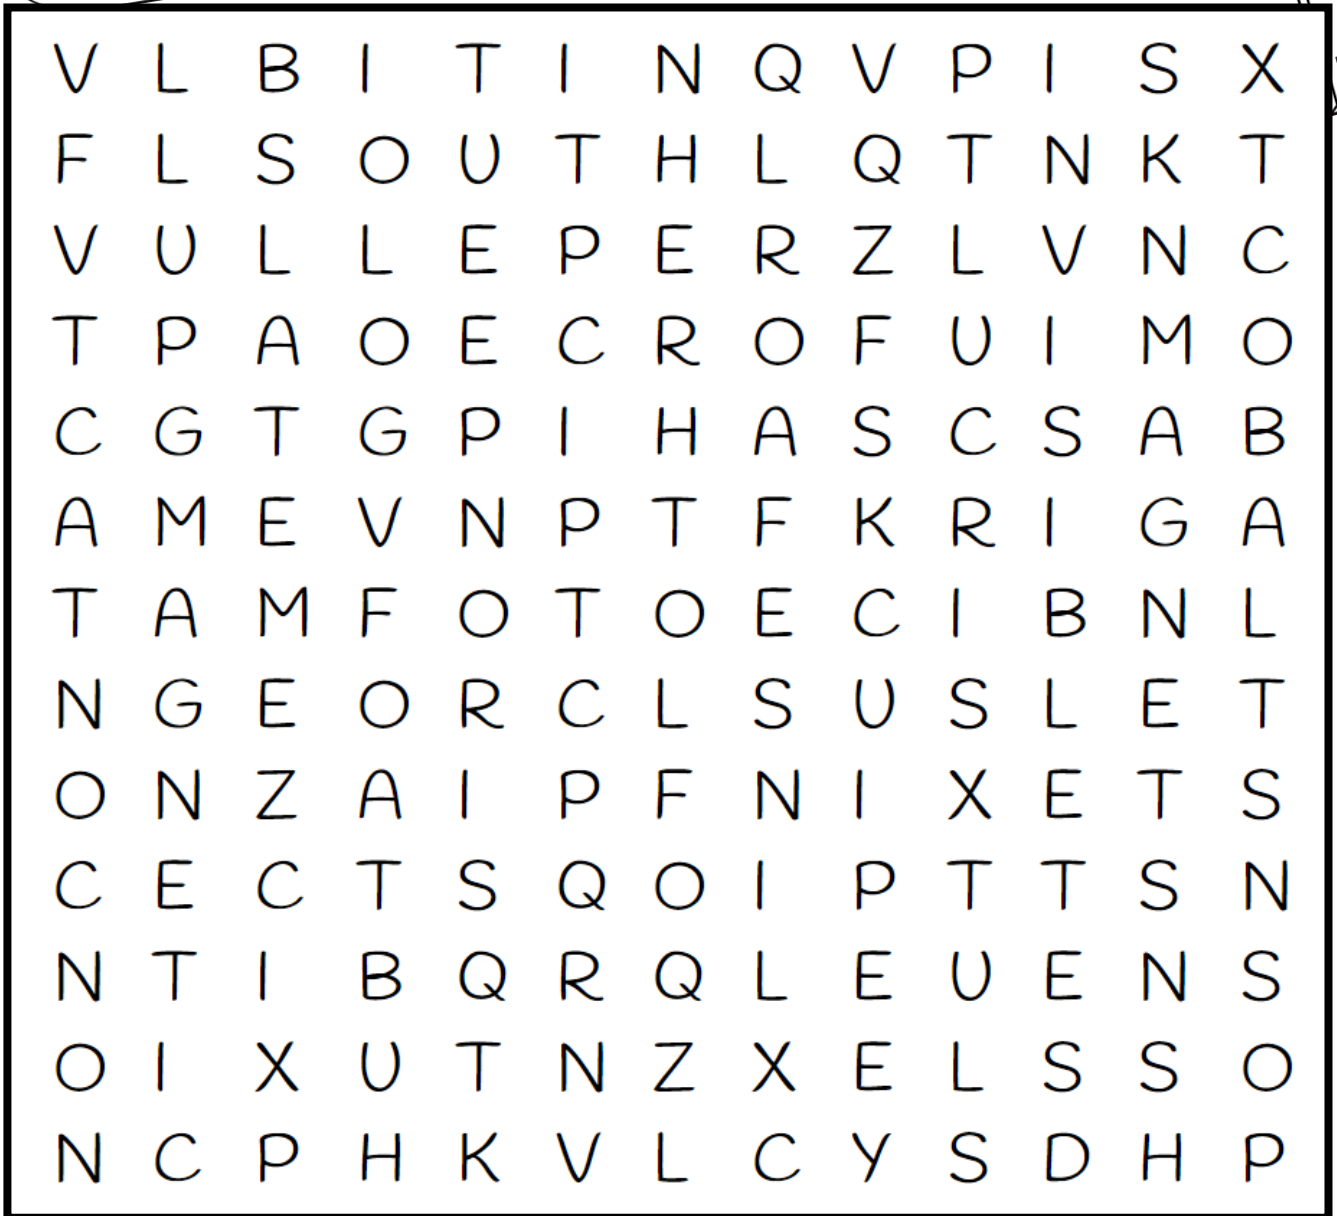 V L B I T I N Q V P I S X
F L S O U T H L Q T N K T
V U L L E P E R Z L V N C
T P A O E C R O F U I M O
C G T G P I H A S C S A B
A M E V N P T F K R I G A
T A M F O T O E C I B N L
N G E O R C L S U S L E T
O N Z A I P F N I X E T S
C E C T S Q O I P T T S N
N T I B Q R Q L E U E N S
O I X U T N Z X E L S S O
N C P H K V L C Y S D H P